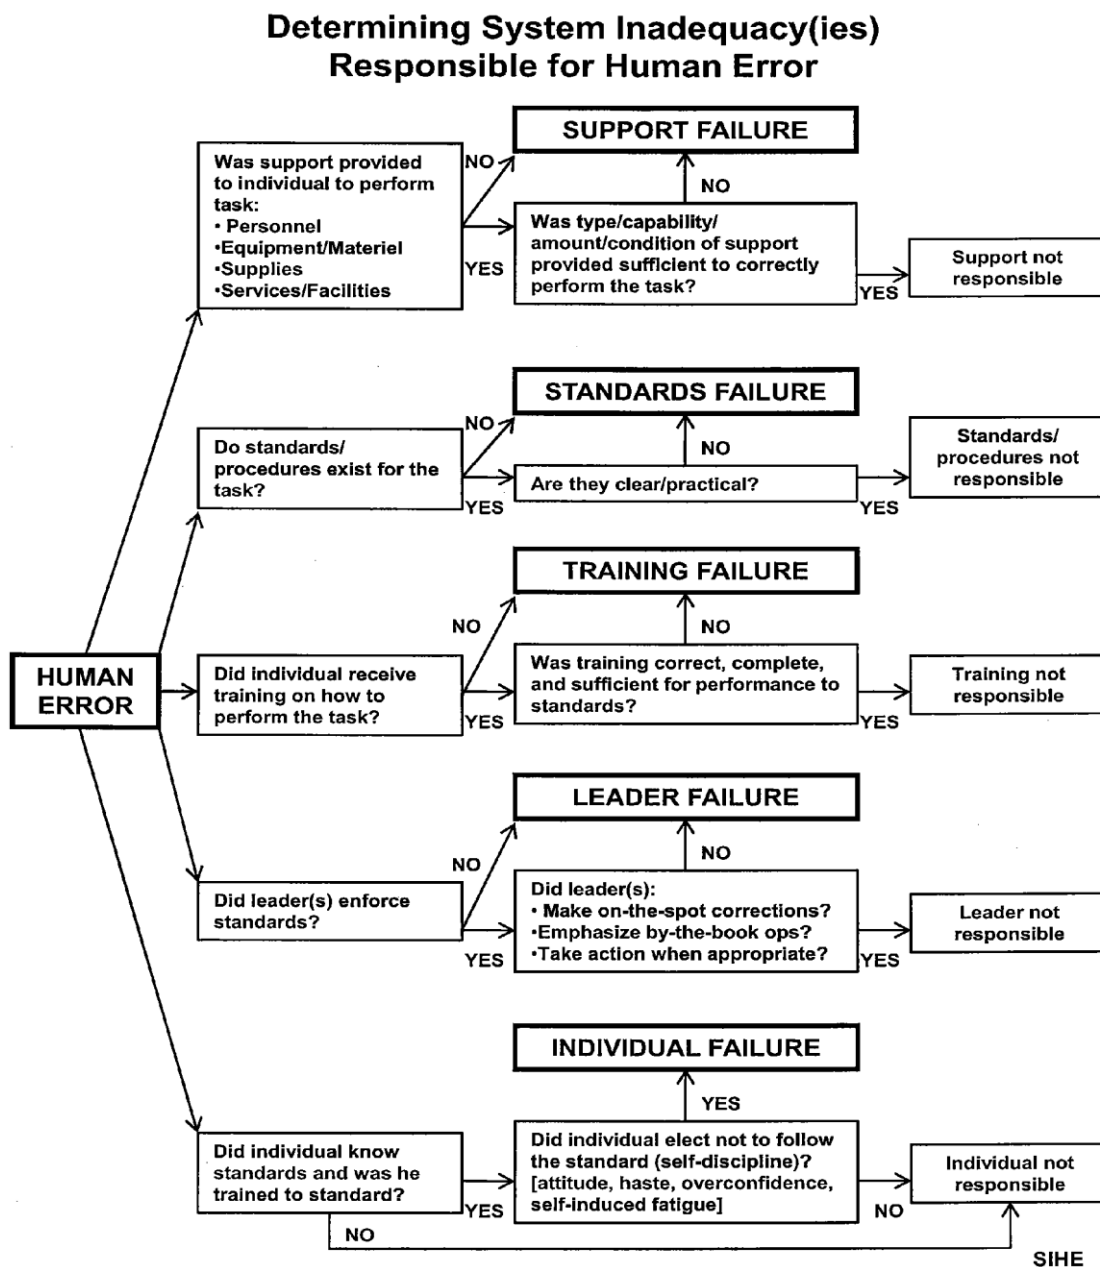 Determining System Inadequacy(ies)
Responsible for Human Error
SUPPORT FAILURE
Was support provided
to individual to perform
task:
• Personnel
•Equipment/Materiel
•Supplies
•Services/Facilities
NO
YES
NO
Was type/capability/
amount/condition of support
provided sufficient to correctly
perform the task?
YES
Support not
responsible
STANDARDS FAILURE
Do standards/
procedures exist for the
task?
NO
YES
NO
Are they clear/practical?
YES
Standards/
procedures not
responsible
TRAINING FAILURE
HUMAN
ERROR
Did individual receive
training on how to
perform the task?
NO
YES
NO
Was training correct, complete,
and sufficient for performance to
standards?
YES
Training not
responsible
LEADER FAILURE
Did leader(s) enforce
standards?
NO
YES
NO
Did leader(s):
• Make on-the-spot corrections?
•Emphasize by-the-book ops?
•Take action when appropriate?
YES
Leader not
responsible
INDIVIDUAL FAILURE
Did individual know
standards and was he
trained to standard?
YES
NO
YES
Did individual elect not to follow
the standard (self-discipline)?
[attitude, haste, overconfidence,
self-induced fatigue]
NO
Individual not
responsible
SIHE